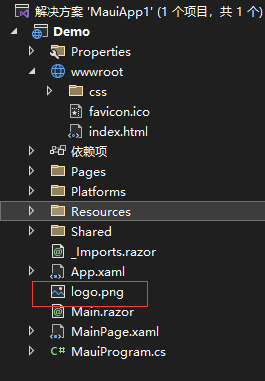 解决方案 'MauiApp1' (1 个项目，共 1 个)
Demo
Properties
wwwroot
css
favicon.ico
index.html
依赖项
Pages
Platforms
Resources
Shared
_Imports.razor
App.xaml
logo.png
Main.razor
MainPage.xaml
C# MauiProgram.cs